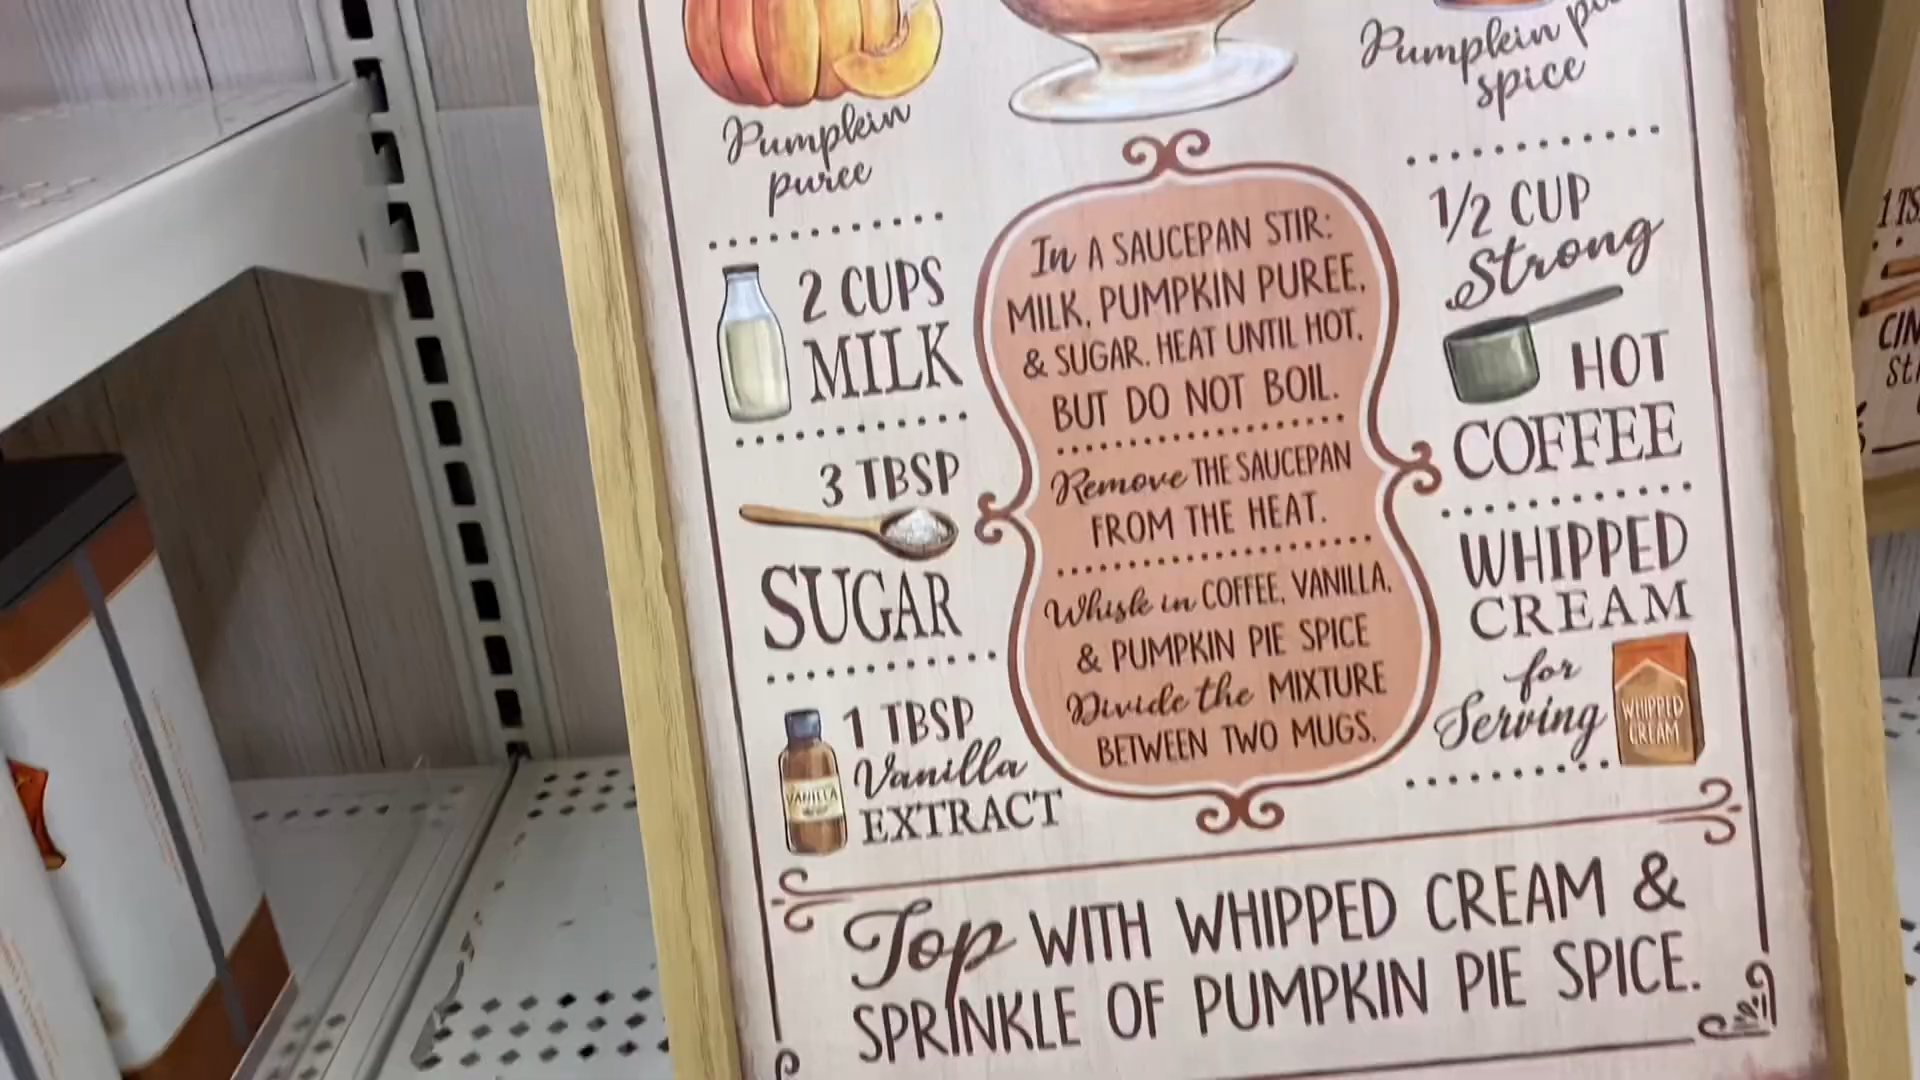 Pumpkin
puree
2 CUPS
MILK
3 TBSP
SUGAR
1 TBSP
Vanilla
EXTRACT
VANILLA
In A SAUCEPAN STIR:
MILK, PUMPKIN PUREE,
& SUGAR. HEAT UNTIL HOT,
BUT DO NOT BOIL.
Remove THE SAUCEPAN
FROM THE HEAT.
Whisk in COFFEE, VANILLA,
& PUMPKIN PIE SPICE
Divide the MIXTURE
BETWEEN TWO MUGS.
Pumpkin
spice
1/2 CUP
Strong
HOT
COFFEE
WHIPPED
CREAM
for
Serving
WHIPPED
CREAM
Top WITH WHIPPED CREAM &
SPRINKLE OF PUMPKIN PIE SPICE.